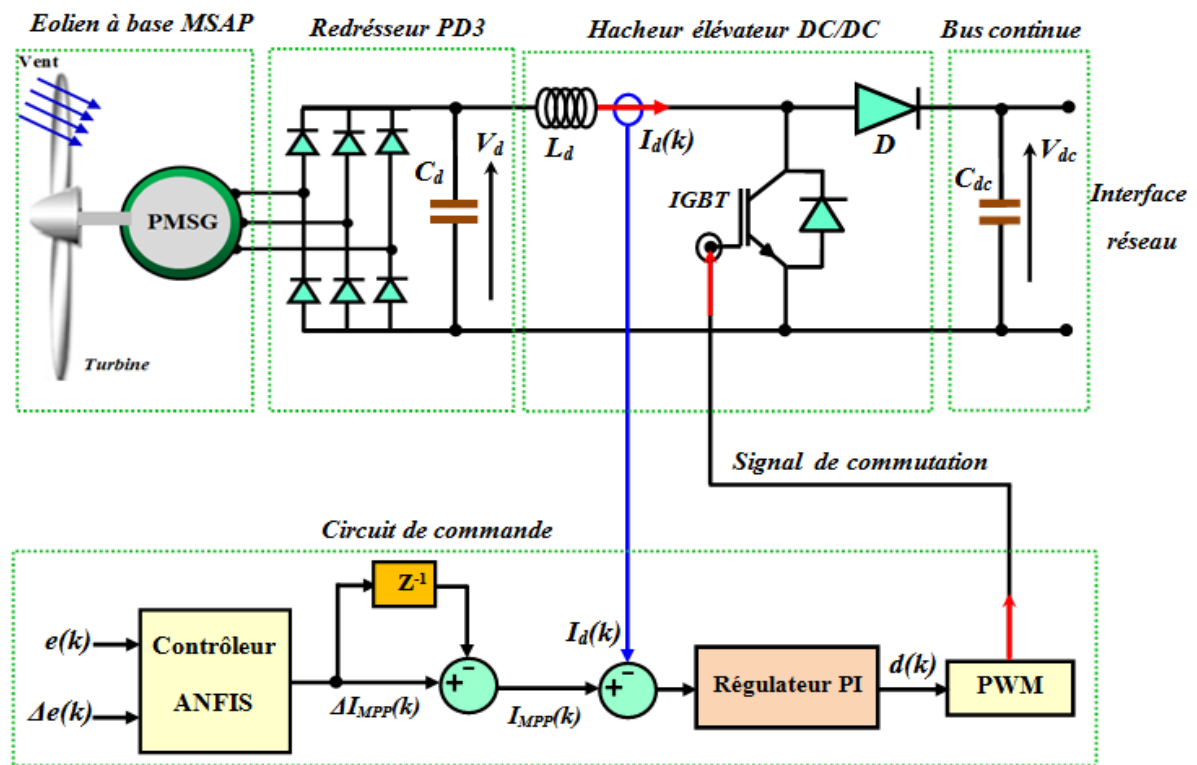 Eolien à base MSAP
Redrésseur PD3
Hacheur élévateur DC/DC
Bus continue
Vent
PMSG
Turbine
C_d
V_d
L_d
I_d(k)
D
IGBT
C_dc
V_dc
Interface
réseau
Signal de commutation
Circuit de commande
e(k)
Δe(k)
Contrôleur
ANFIS
Z⁻¹
ΔI_MPP(k)
+
−
I_MPP(k)
I_d(k)
+
−
Régulateur PI
d(k)
PWM